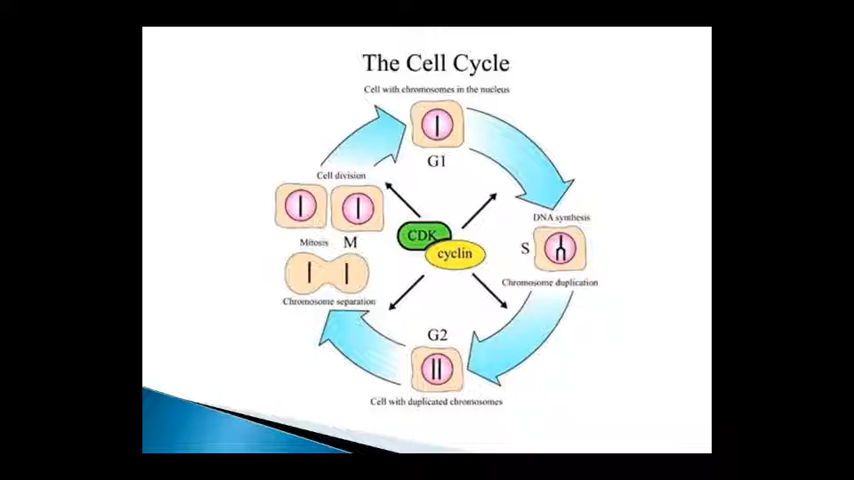 The Cell Cycle
Cell with chromosomes in the nucleus
G1
Cell division
DNA synthesis
CDK
cyclin
Mitosis M
S
Chromosome duplication
Chromosome separation
G2
Cell with duplicated chromosomes